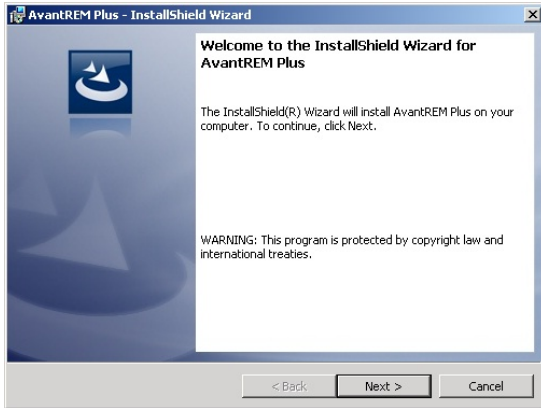 AvantREM Plus - InstallShield Wizard
Welcome to the InstallShield Wizard for
AvantREM Plus
The InstallShield(R) Wizard will install AvantREM Plus on your
computer. To continue, click Next.
WARNING: This program is protected by copyright law and
international treaties.
< Back
Next >
Cancel